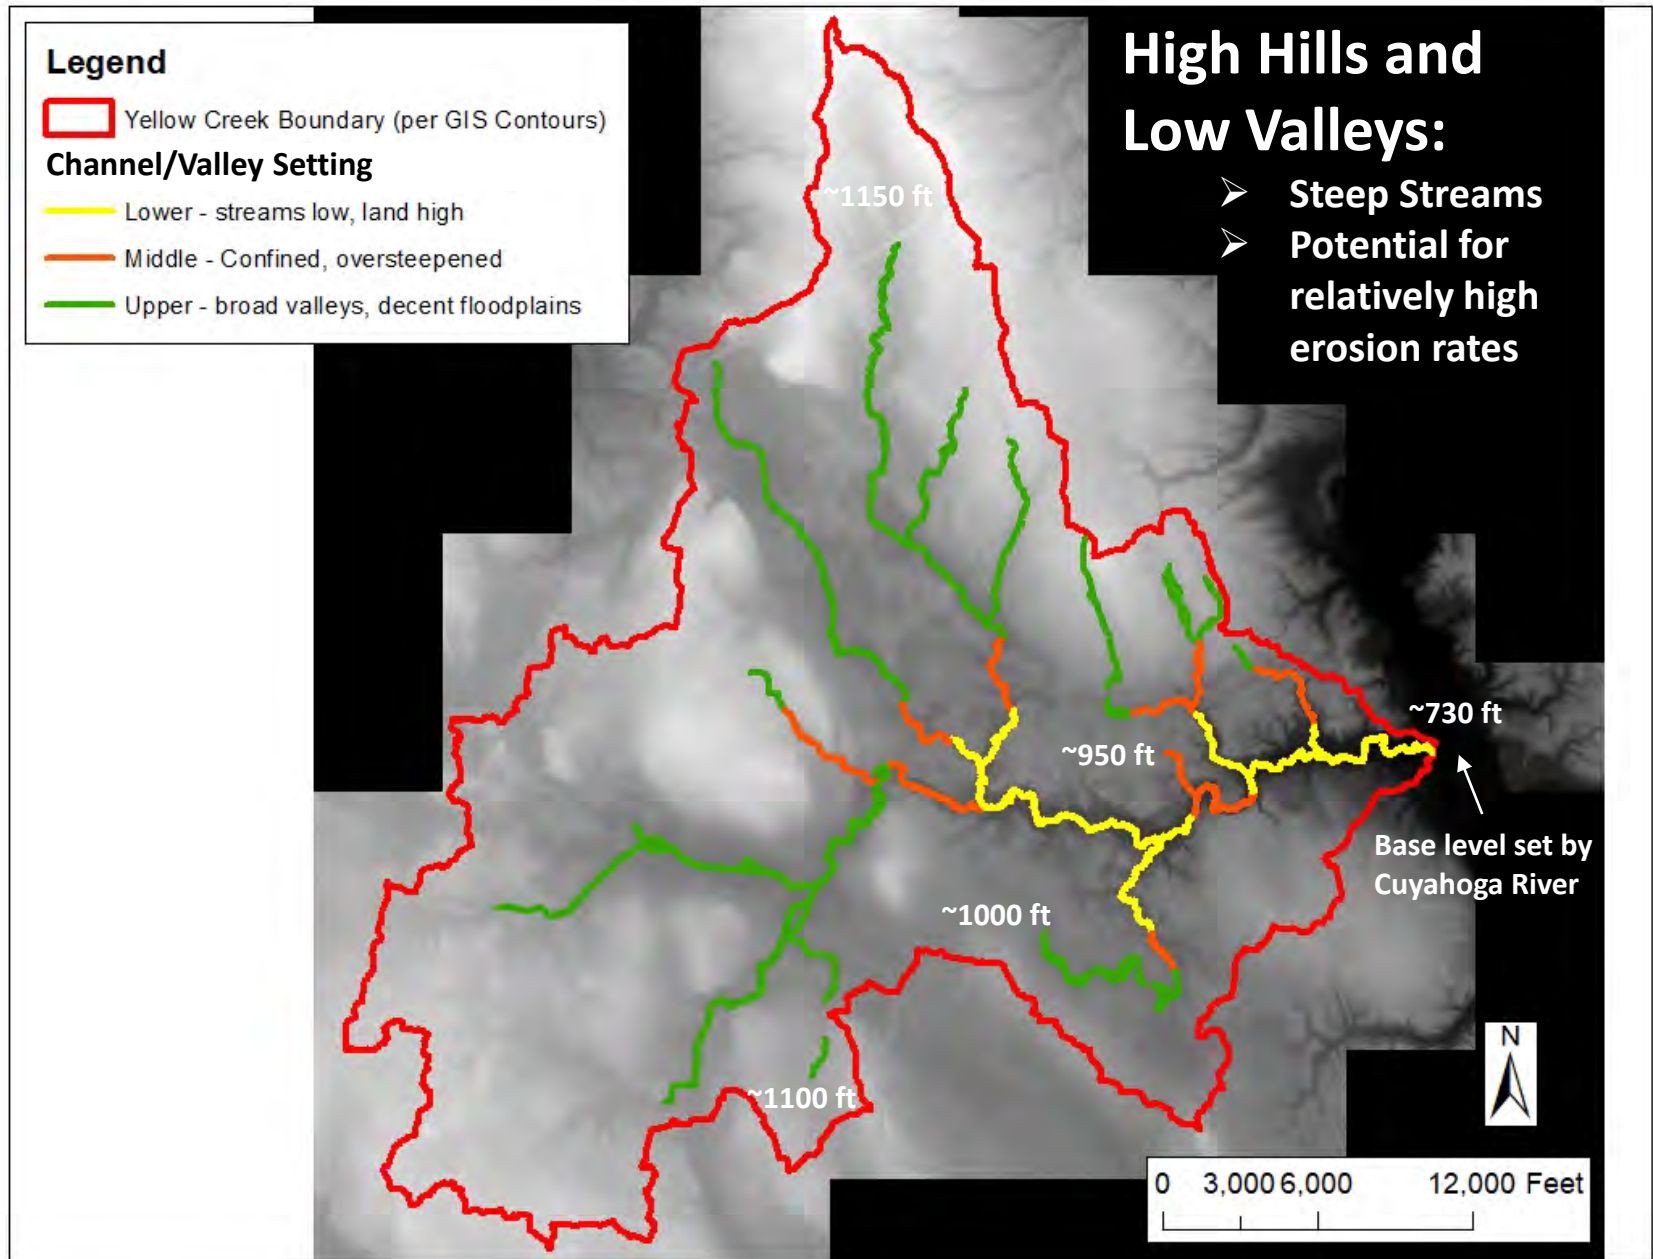 Legend
Yellow Creek Boundary (per GIS Contours)
Channel/Valley Setting
Lower - streams low, land high
Middle - Confined, oversteepened
Upper - broad valleys, decent floodplains
High Hills and
Low Valleys:
➢ Steep Streams
➢ Potential for
relatively high
erosion rates
~1150 ft
~730 ft
~950 ft
Base level set by
Cuyahoga River
~1000 ft
~1100 ft
N
0 3,000 6,000 12,000 Feet